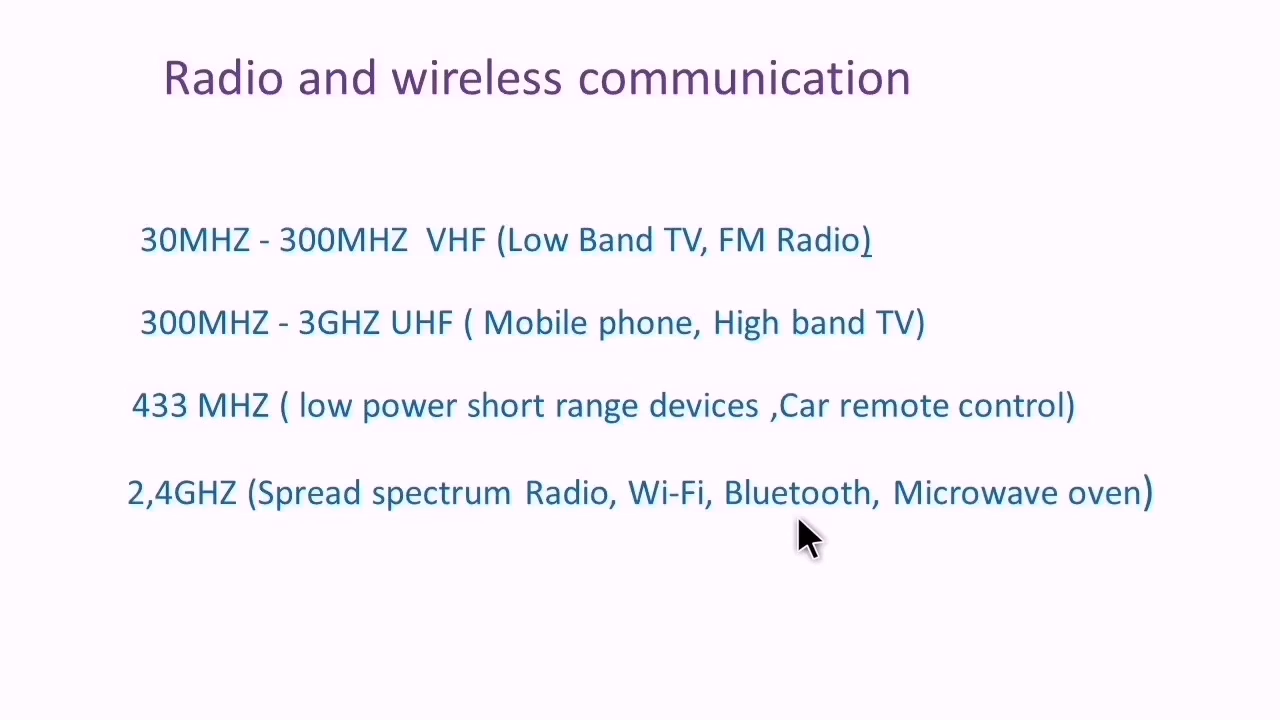 Radio and wireless communication
30MHZ - 300MHZ  VHF (Low Band TV, FM Radio)
300MHZ - 3GHZ UHF ( Mobile phone, High band TV)
433 MHZ ( low power short range devices ,Car remote control)
2,4GHZ (Spread spectrum Radio, Wi-Fi, Bluetooth, Microwave oven)